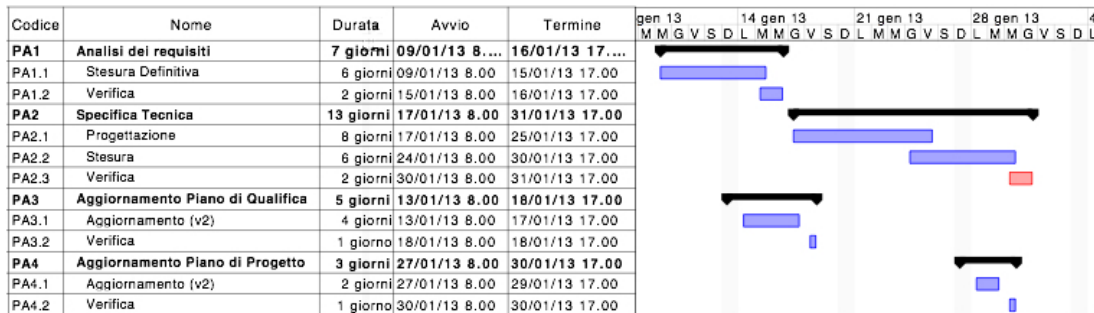 Codice Nome Durata Avvio Termine gen 13 14 gen 13 21 gen 13 28 gen 13 4
M M G V S D L M M G V S D L M M G V S D L M M G V S D L
PA1 Analisi dei requisiti 7 giorni 09/01/13 8.... 16/01/13 17....
PA1.1 Stesura Definitiva 6 giorni 09/01/13 8.00 15/01/13 17.00
PA1.2 Verifica 2 giorni 15/01/13 8.00 16/01/13 17.00
PA2 Specifica Tecnica 13 giorni 17/01/13 8.00 31/01/13 17.00
PA2.1 Progettazione 8 giorni 17/01/13 8.00 25/01/13 17.00
PA2.2 Stesura 6 giorni 24/01/13 8.00 30/01/13 17.00
PA2.3 Verifica 2 giorni 30/01/13 8.00 31/01/13 17.00
PA3 Aggiornamento Piano di Qualifica 5 giorni 13/01/13 8.00 18/01/13 17.00
PA3.1 Aggiornamento (v2) 4 giorni 13/01/13 8.00 17/01/13 17.00
PA3.2 Verifica 1 giorno 18/01/13 8.00 18/01/13 17.00
PA4 Aggiornamento Piano di Progetto 3 giorni 27/01/13 8.00 30/01/13 17.00
PA4.1 Aggiornamento (v2) 2 giorni 27/01/13 8.00 29/01/13 17.00
PA4.2 Verifica 1 giorno 30/01/13 8.00 30/01/13 17.00